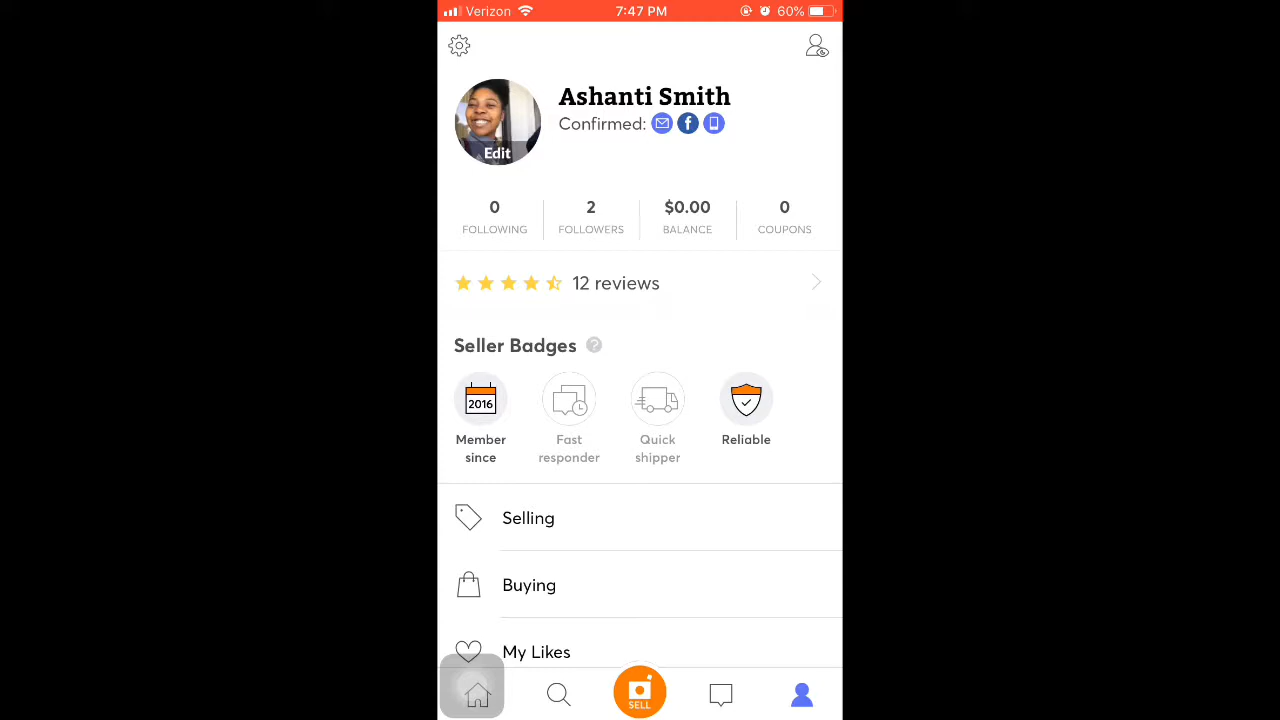 Verizon 7:47 PM 60%
Ashanti Smith
Confirmed:
Edit
0 2 $0.00 0
FOLLOWING FOLLOWERS BALANCE COUPONS
12 reviews
Seller Badges ?
2016
Member since
Fast responder
Quick shipper
Reliable
Selling
Buying
My Likes
SELL